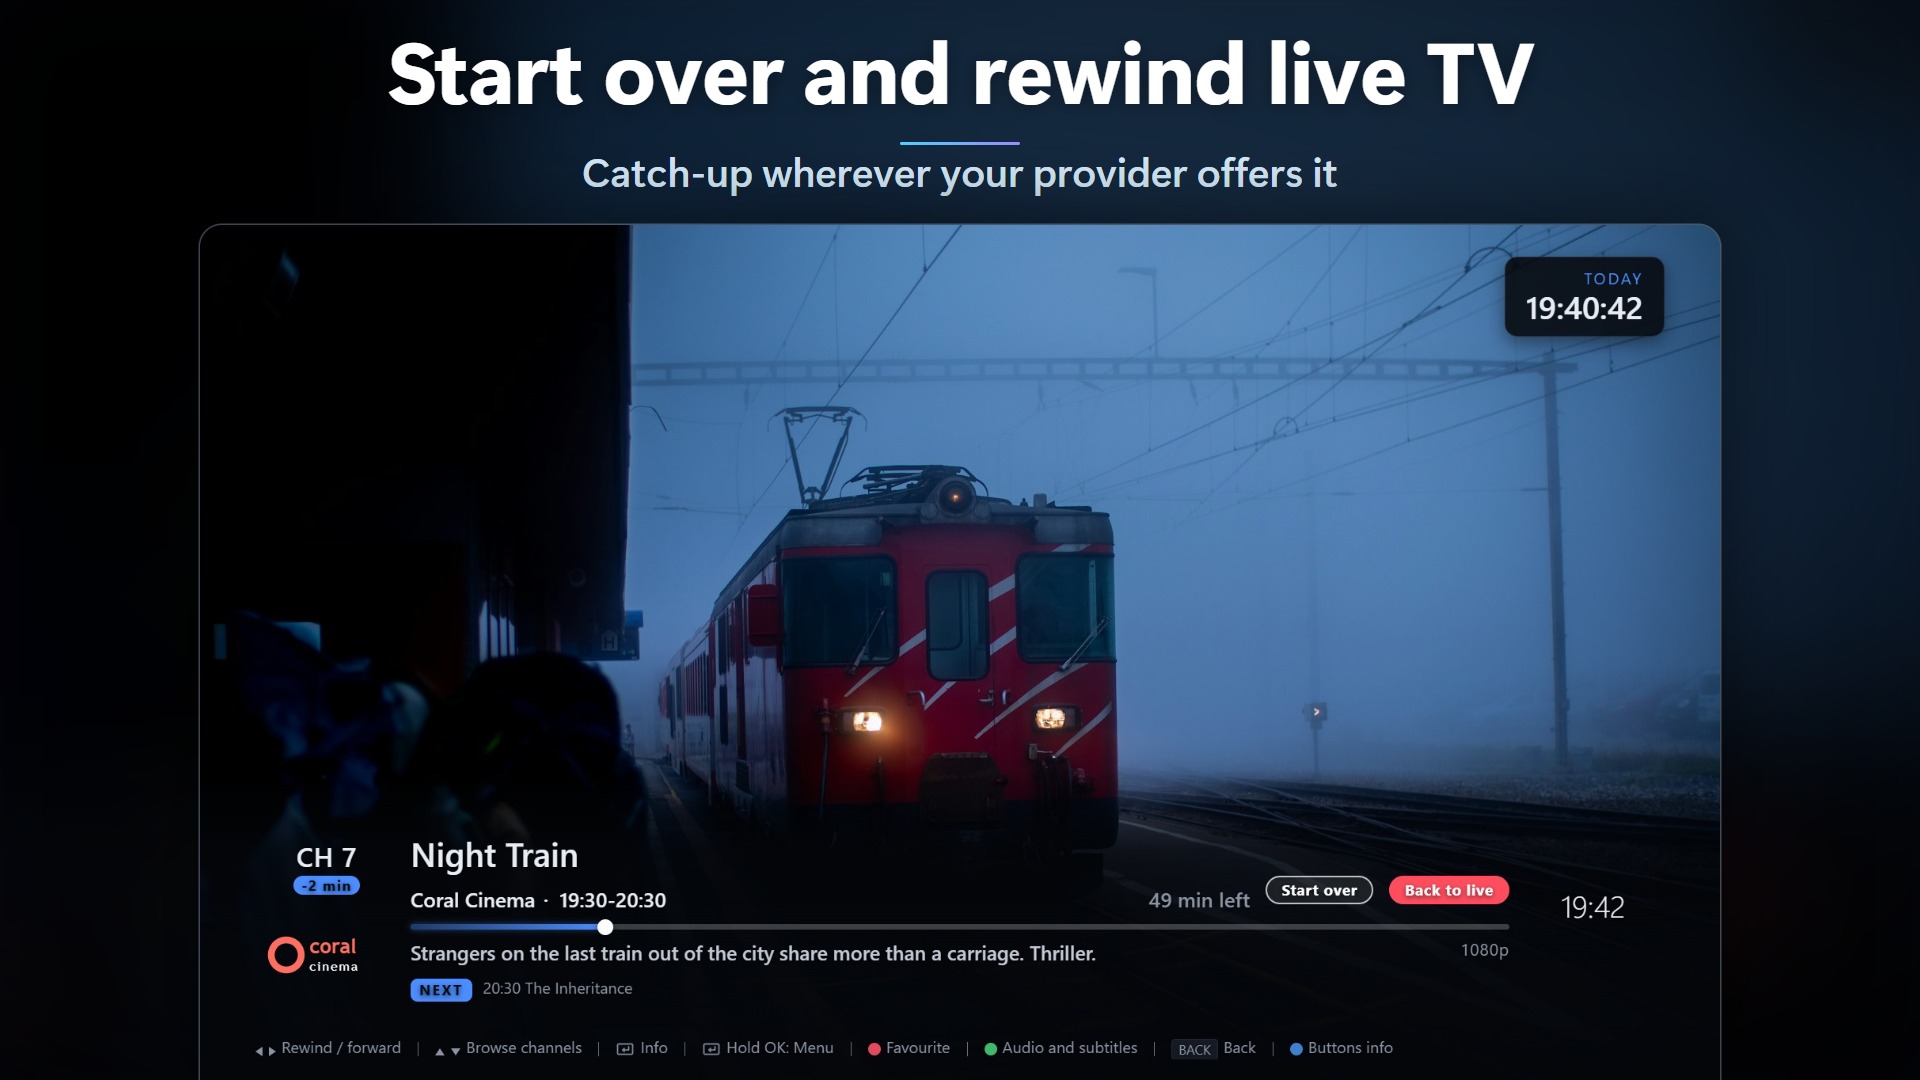 Start over and rewind live TV
Catch-up wherever your provider offers it
TODAY
19:40:42
H
CH 7
-2 min
Night Train
Coral Cinema · 19:30-20:30
49 min left
Start over
Back to live
19:42
coral
cinema
Strangers on the last train out of the city share more than a carriage. Thriller.
1080p
NEXT 20:30 The Inheritance
Rewind / forward | Browse channels | Info | Hold OK: Menu | Favourite | Audio and subtitles | BACK Back | Buttons info